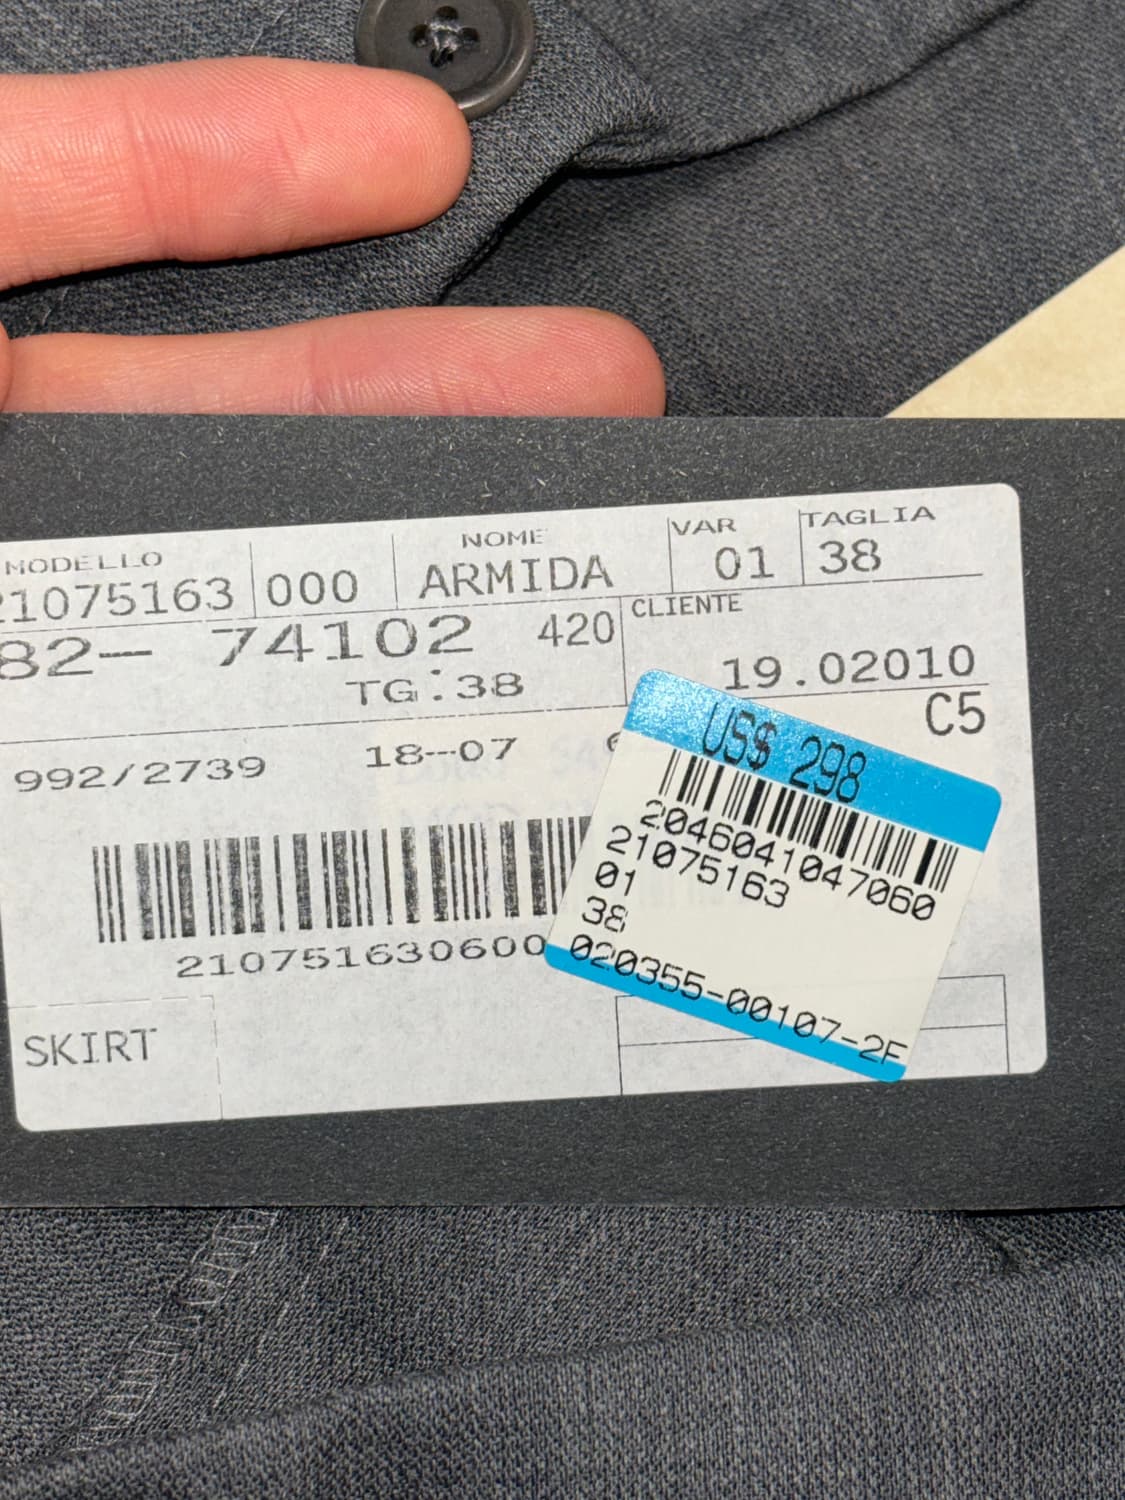 MODELLO NOME VAR TAGLIA
21075163 000 ARMIDA 01 38
82- 74102 420 CLIENTE
TG:38 19.02010
C5
992/2739 18-07
210751630600
SKIRT
US$ 298
2046041047060
21075163
01
38
020355-00107-2F